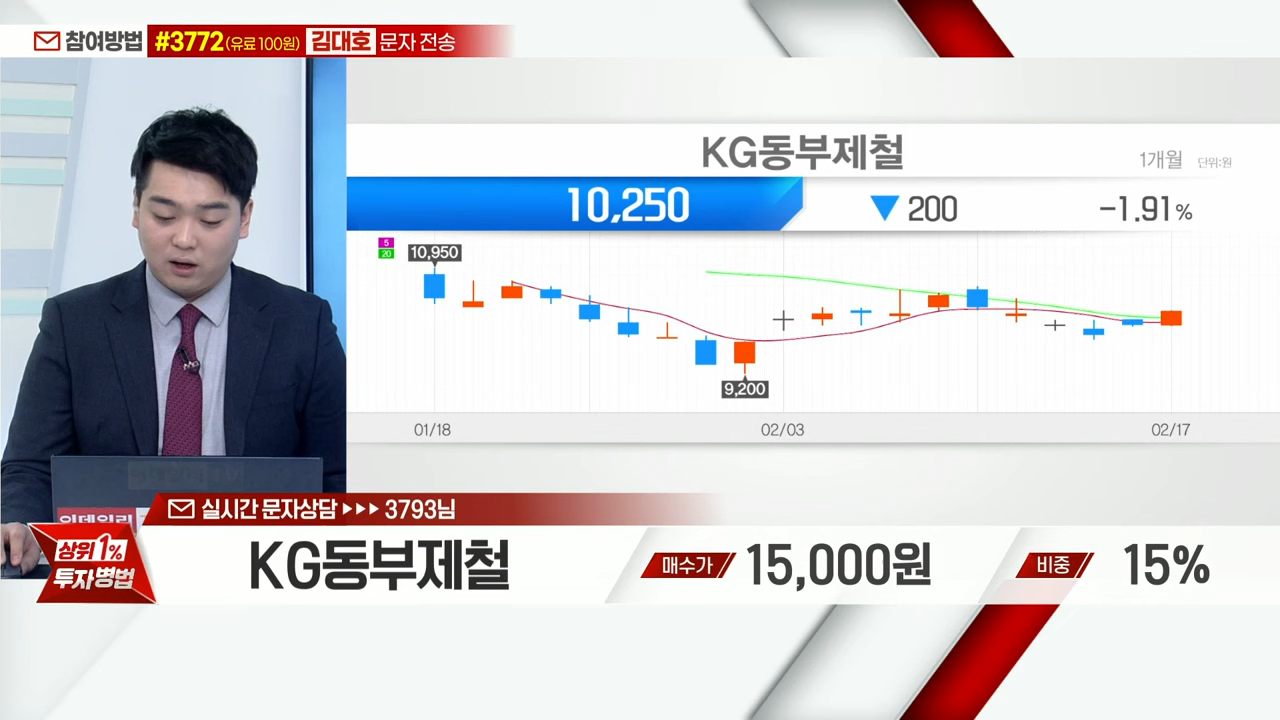 참여방법 #3772(유료 100원) 김대호 문자 전송
KG동부제철
1개월 단위:원
10,250 ▼ 200 -1.91%
5
20
10,950
9,200
01/18 02/03 02/17
이데일리
실시간 문자상담 ▶▶▶ 3793님
상위 1%
투자병법
KG동부제철 매수가 15,000원 비중 15%